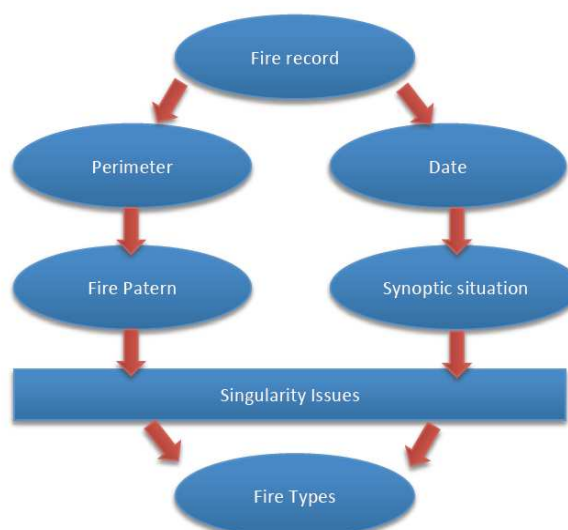 Fire record
Perimeter
Date
Fire Patern
Synoptic situation
Singularity Issues
Fire Types